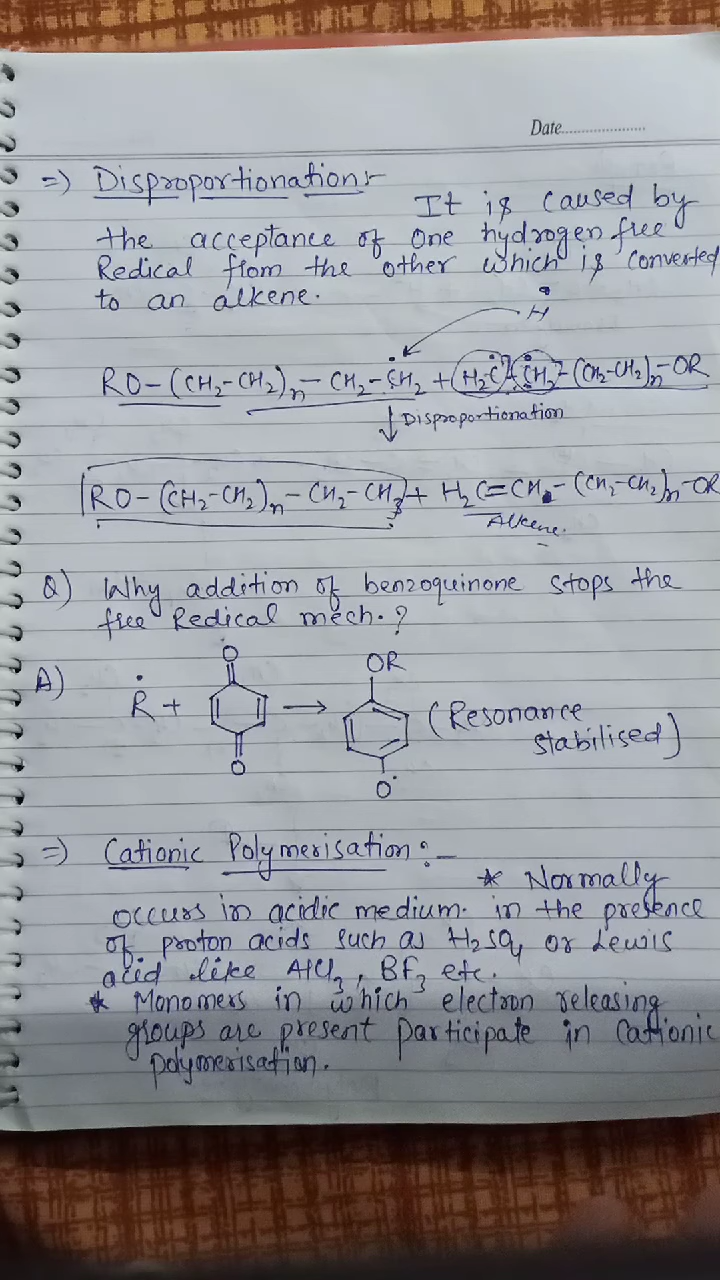 Date......................
=) Disproportionation:-
It is caused by
the acceptance of one hydrogen free
Redical from the other which is converted
to an alkene.
Ḣ
RO-(CH₂-CH₂)ₙ-CH₂-ĊH₂ + (H₂C)-(ĊH₂)-(CH₂-CH₂)ₙ-OR
↓ Disproportionation
RO-(CH₂-CH₂)ₙ-CH₂-CH₃ + H₂C=CH-(CH₂-CH₂)ₙ-OR
Alkene.
Q) Why addition of benzoquinone stops the
free Redical mech.?
O OR
A) Ṙ + → (Resonance
stabilised)
O O·
=) Cationic Polymerisation:-
* Normally
occurs in acidic medium. in the presence
of proton acids such as H₂SO₄ or Lewis
acid like AlCl₃, BF₃ etc.
* Monomers in which electron releasing
groups are present participate in Cationic
polymerisation.